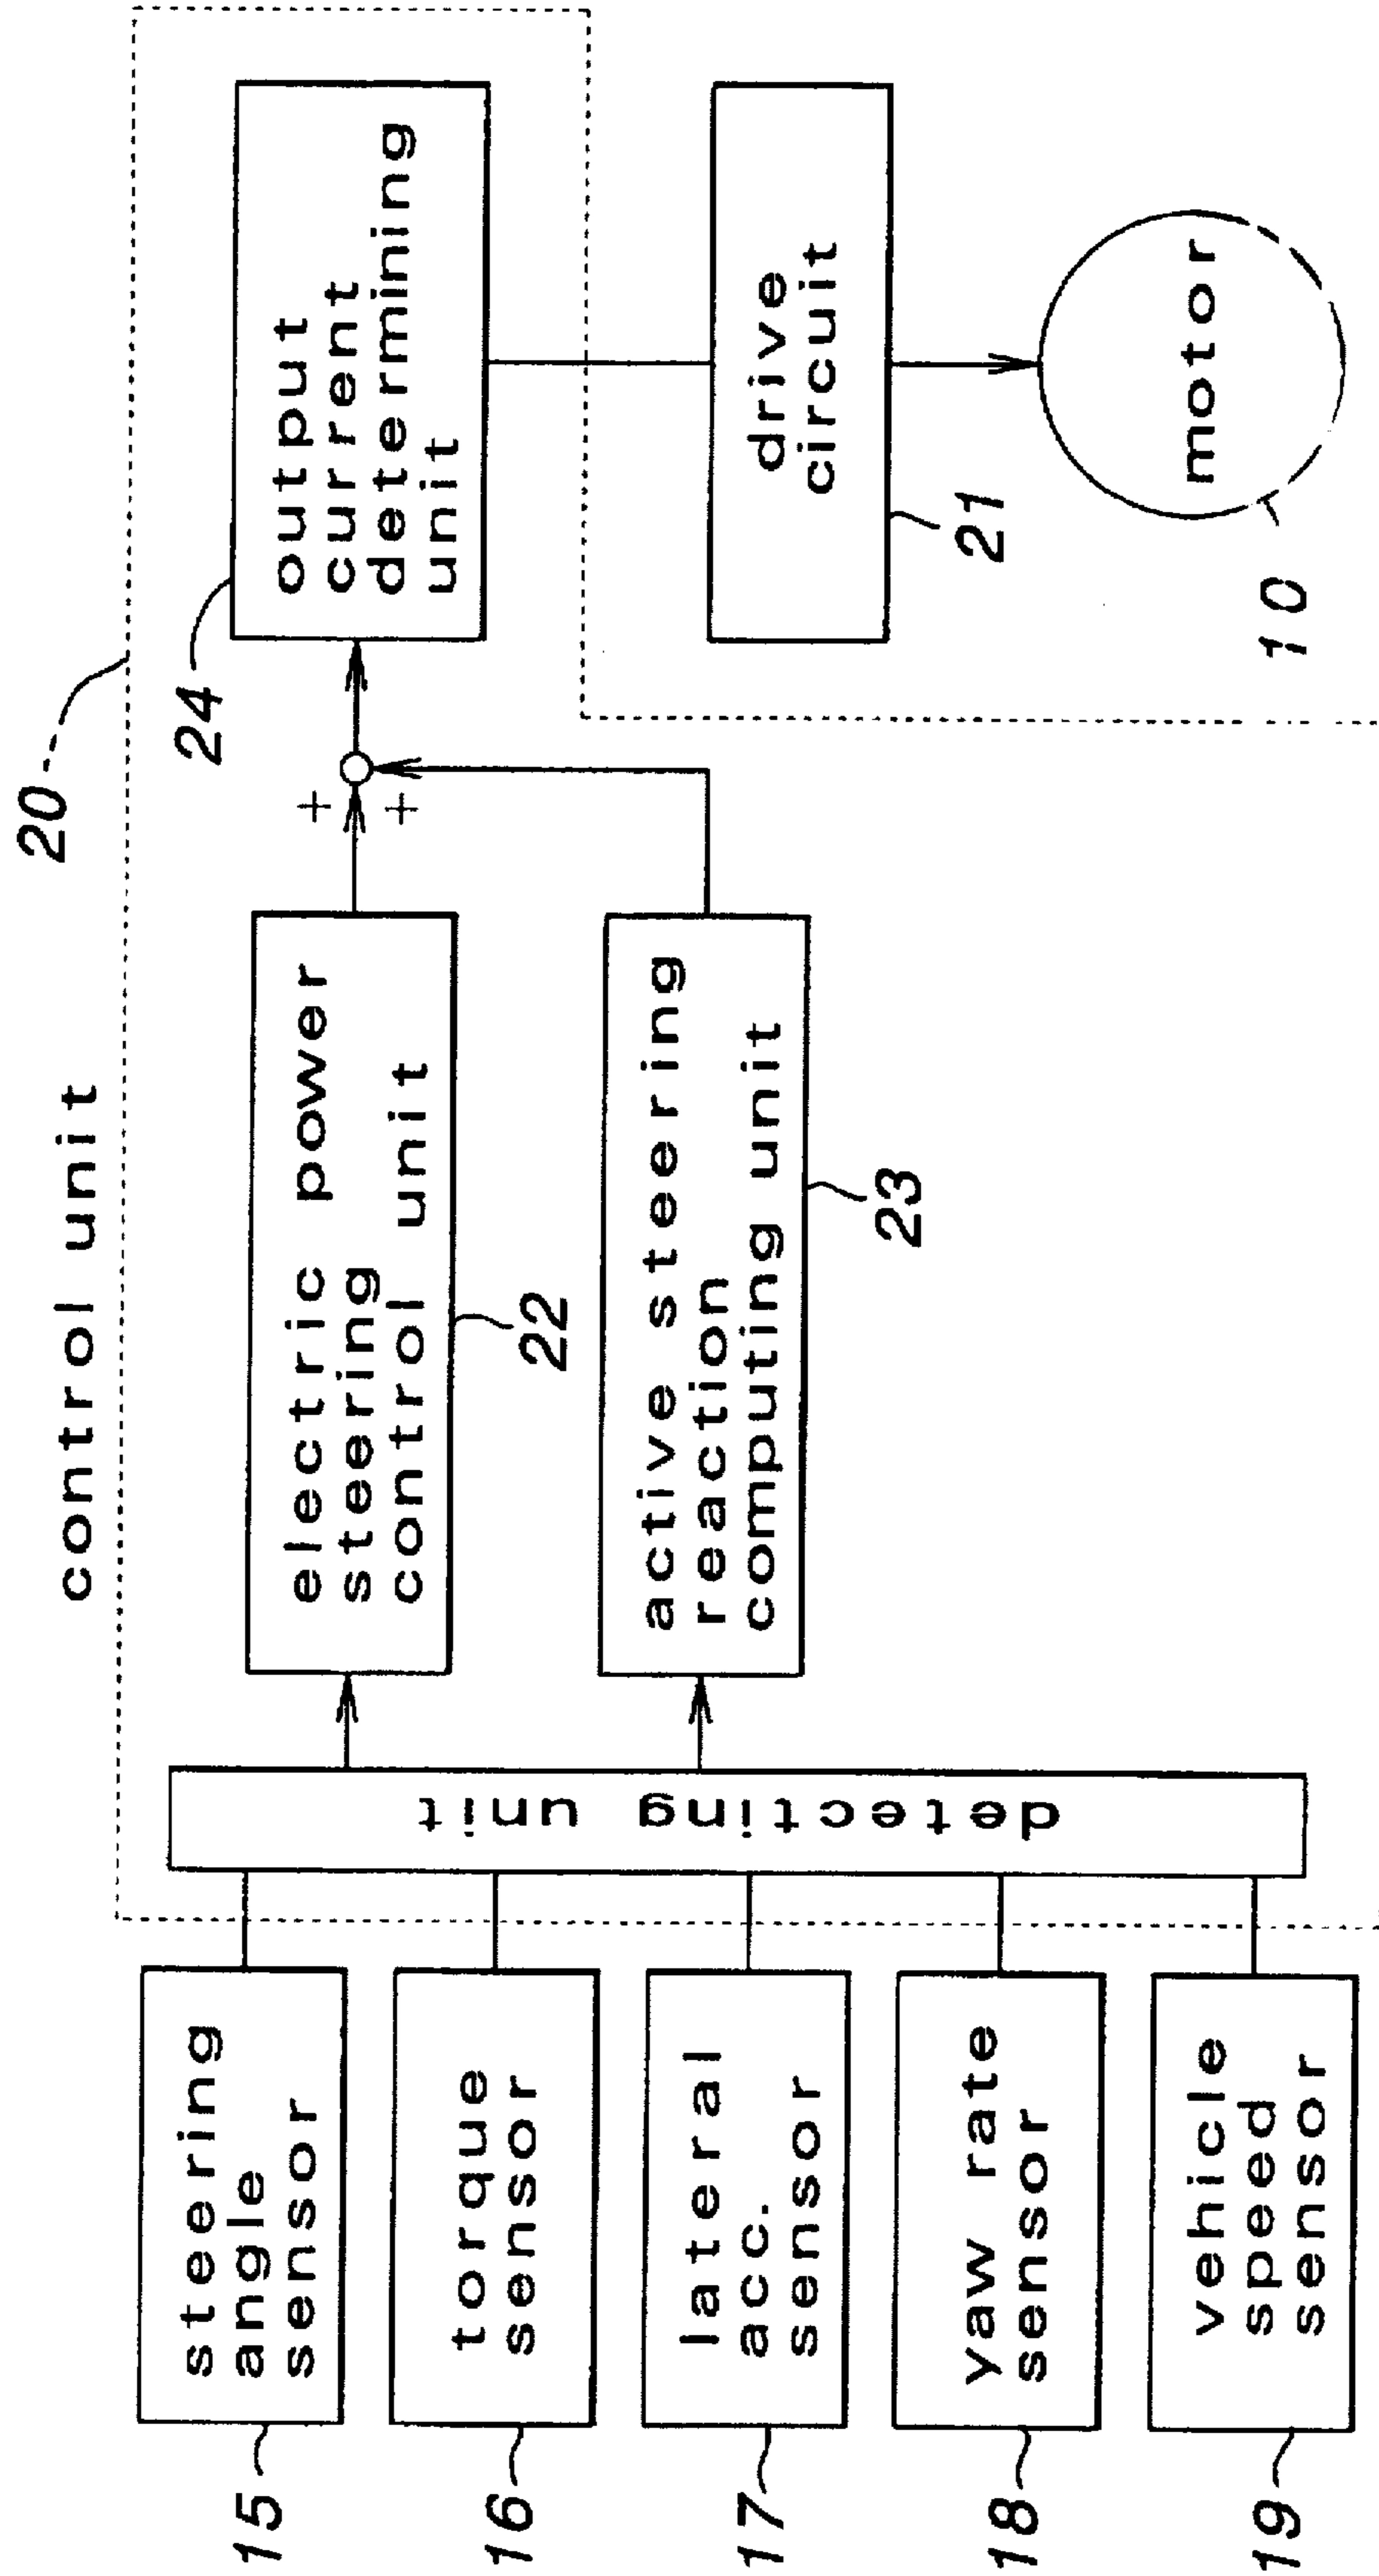 control unit
20
15
steering
angle
sensor
16
torque
sensor
17
lateral
acc.
sensor
18
yaw rate
sensor
19
vehicle
speed
sensor
detecting unit
electric power
steering
control unit
22
active steering
reaction
computing unit
23
+
+
24
output
current
determining
unit
drive
circuit
21
motor
10